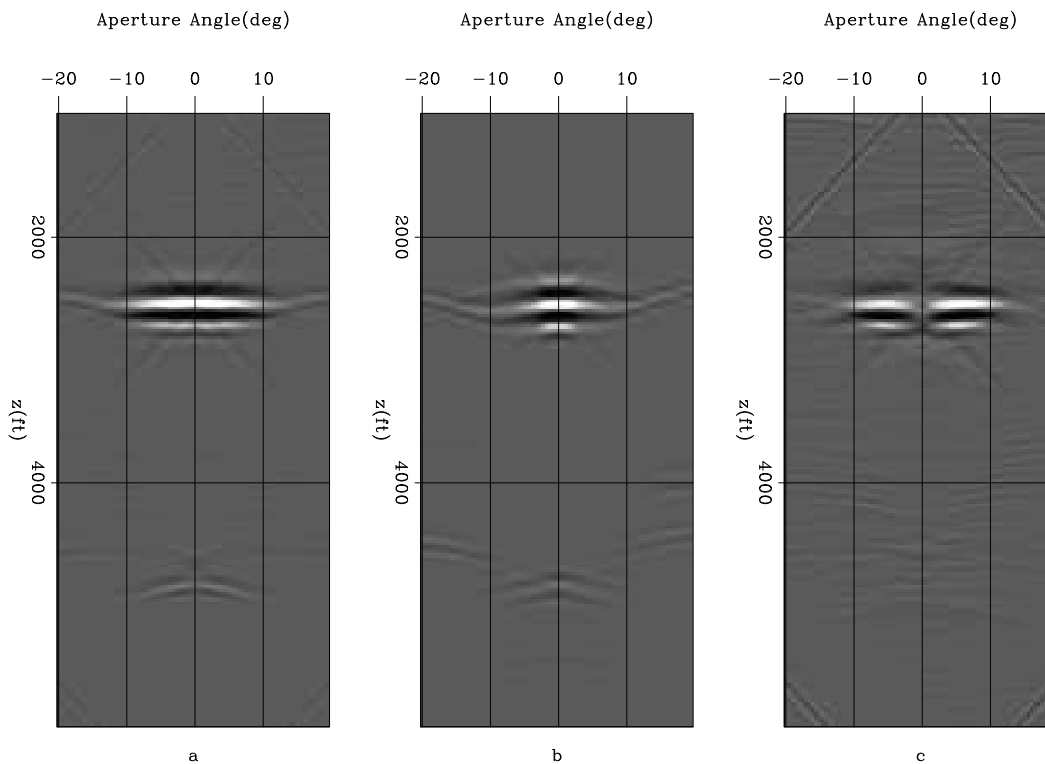 Aperture Angle(deg) Aperture Angle(deg) Aperture Angle(deg)
−20 −10 0 10 −20 −10 0 10 −20 −10 0 10
2000 2000 2000
z(ft) z(ft) z(ft)
4000 4000 4000
a b c